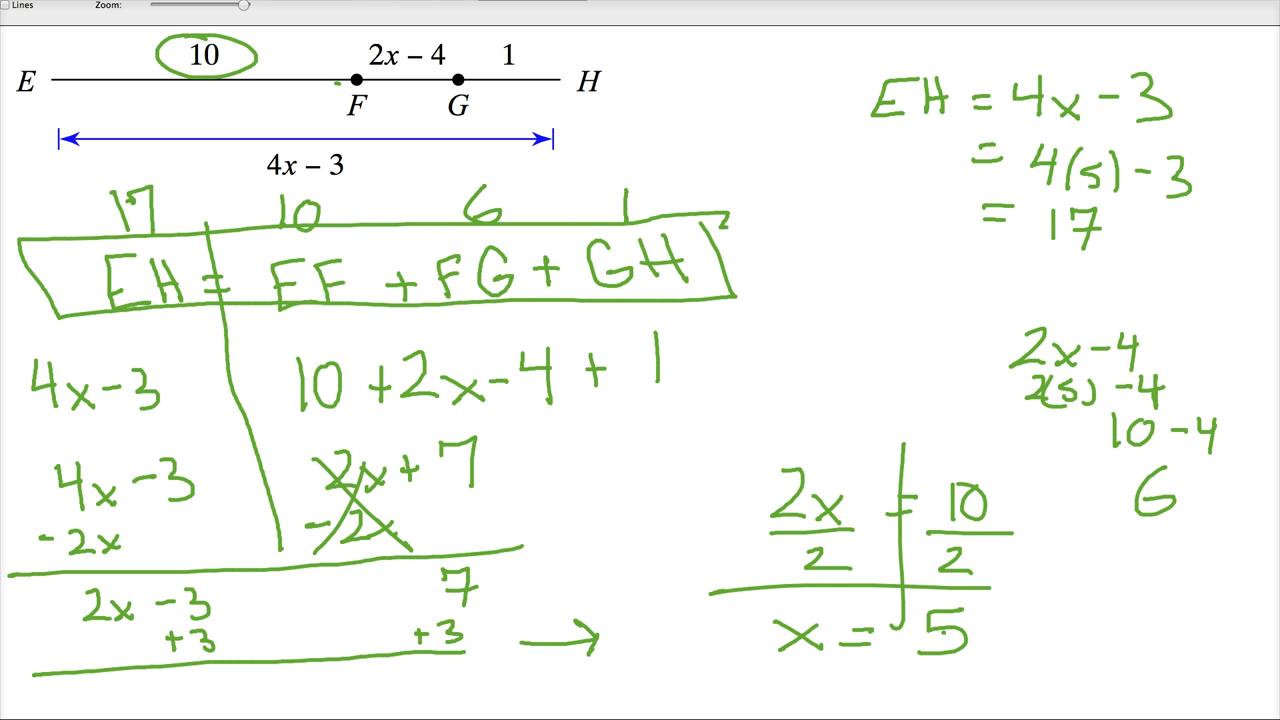 Lines Zoom:
10 2x – 4 1
E H
F G
4x – 3
EH = 4x - 3
= 4(5) - 3
= 17
17 10 6 1
EH = EF + FG + GH
4x - 3 10 + 2x - 4 + 1
4x - 3 2x + 7
- 2x - 2x
2x - 3 7
+3 +3
2x - 4
2(5) - 4
10 - 4
6
2x = 10
2 2
x = 5